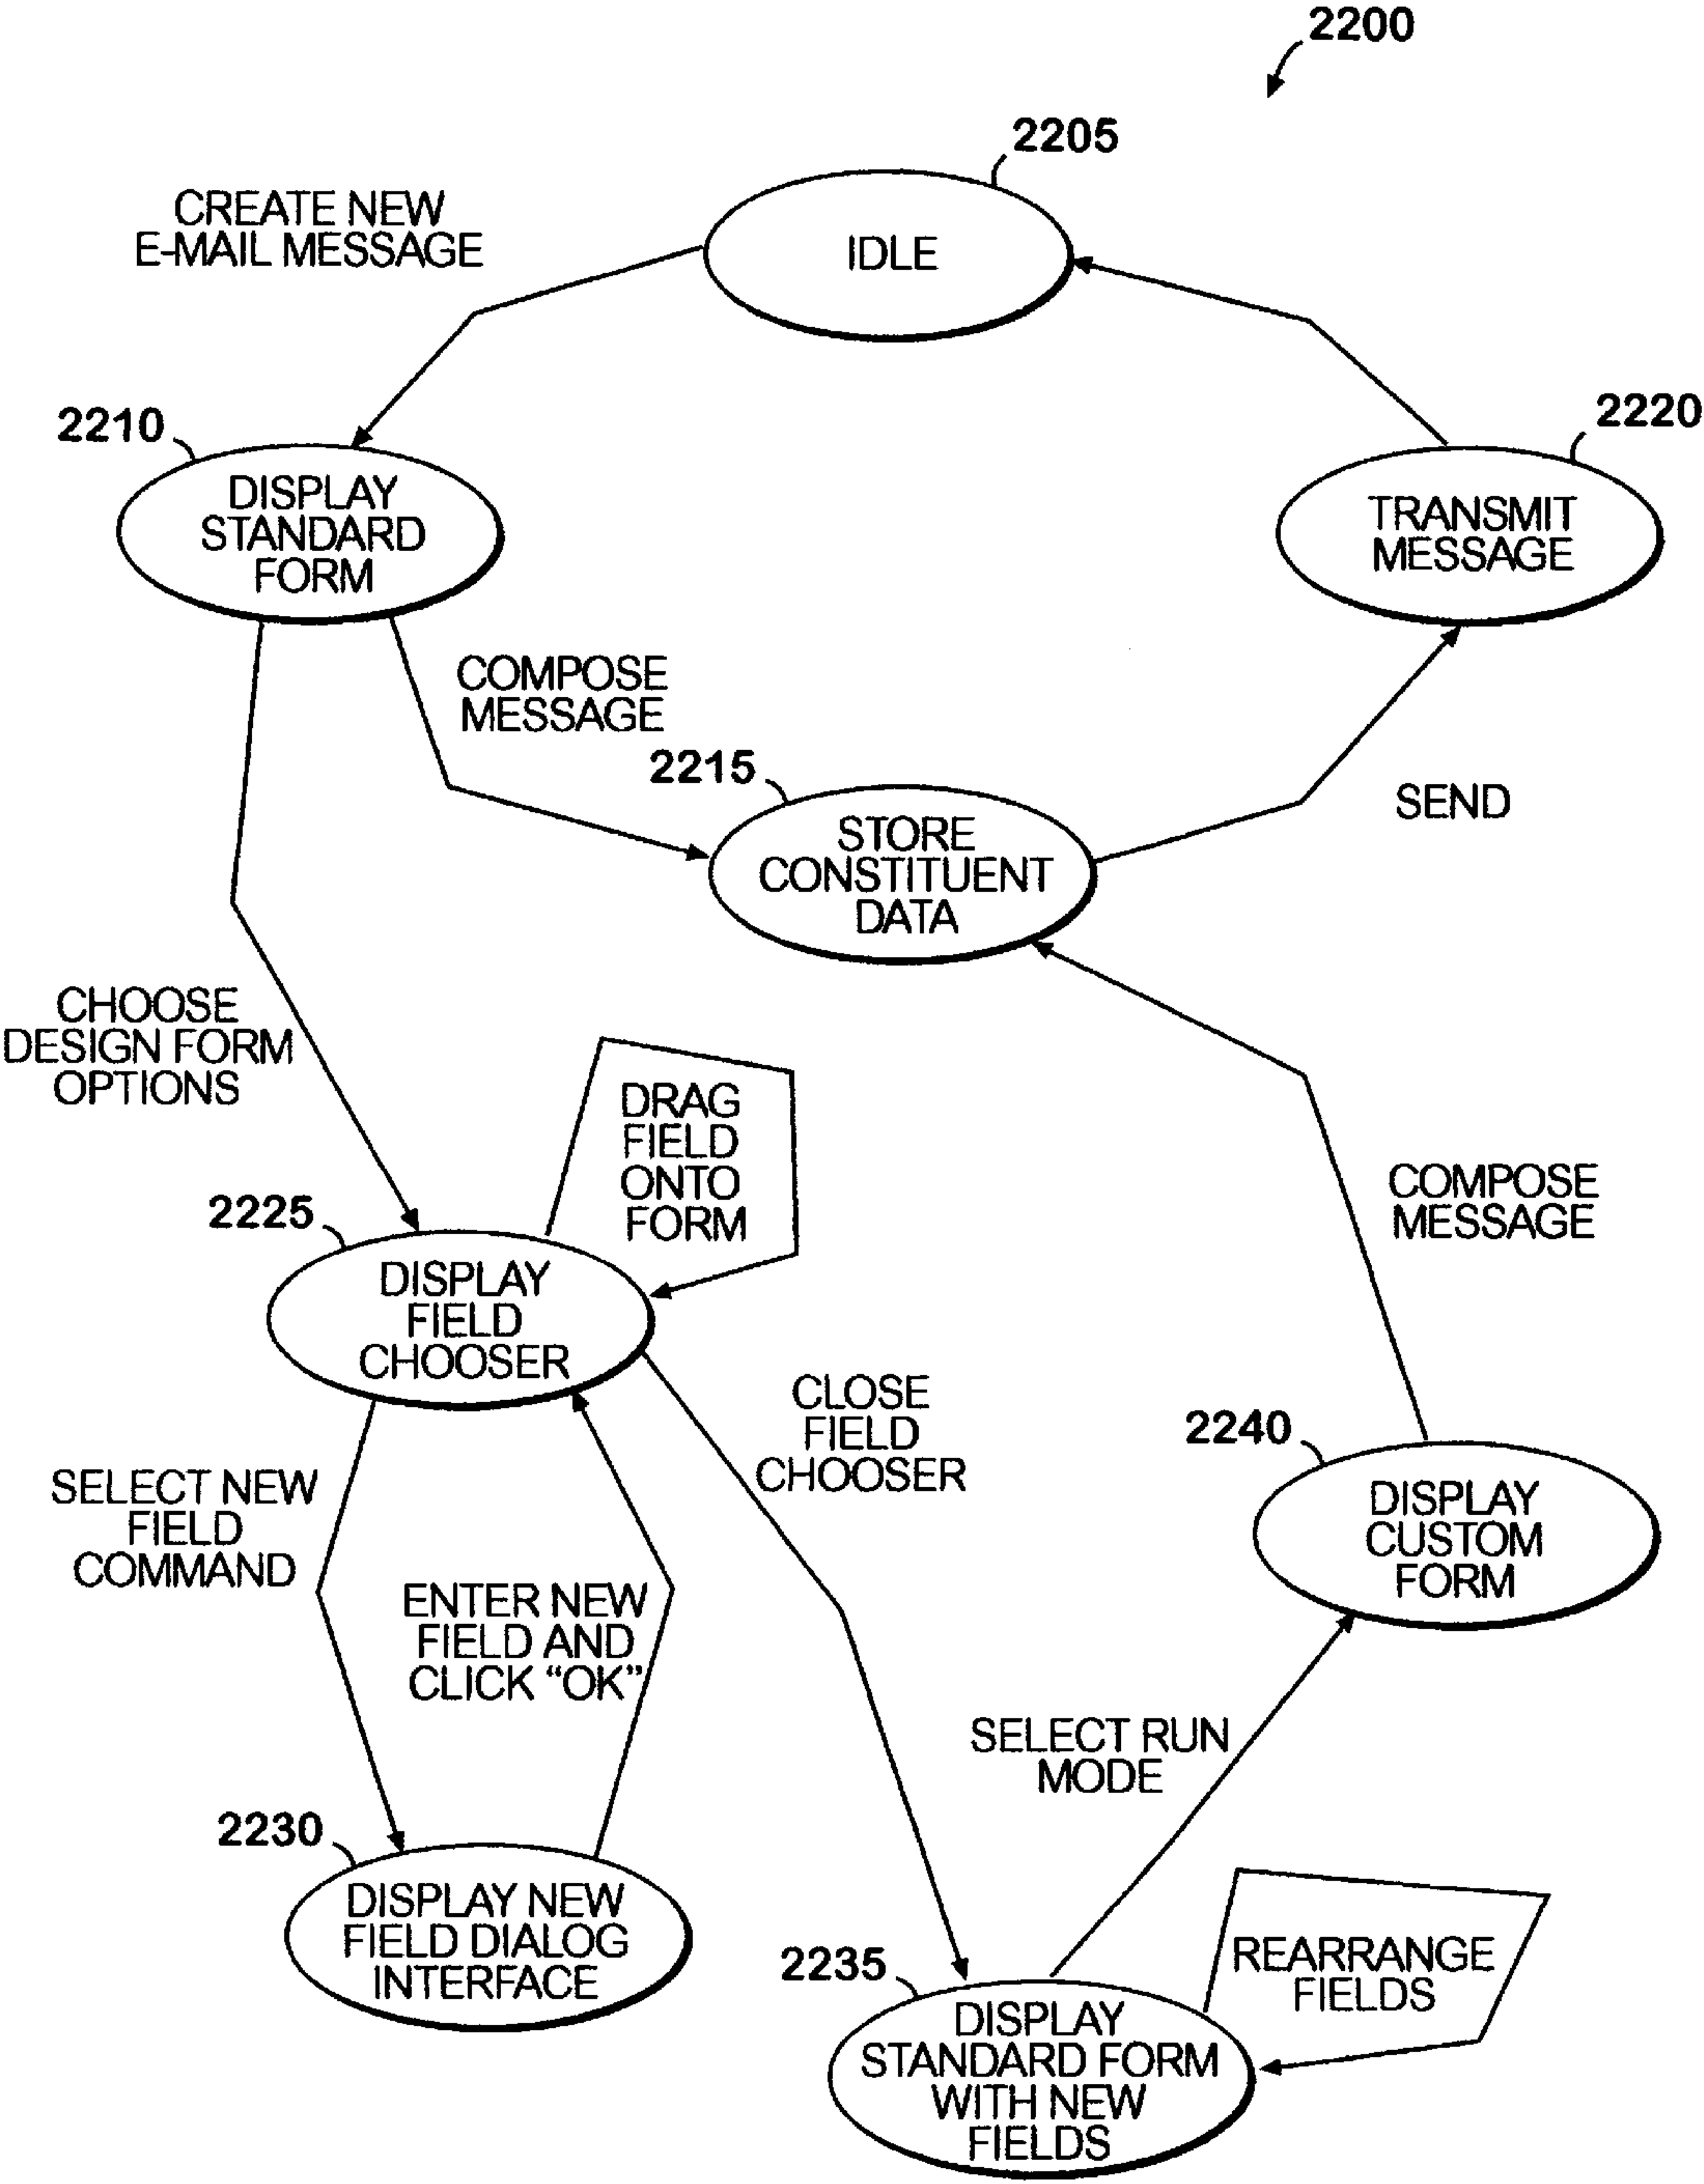 2200
2205
CREATE NEW
E-MAIL MESSAGE
IDLE
2210
2220
DISPLAY
STANDARD
FORM
TRANSMIT
MESSAGE
COMPOSE
MESSAGE
2215
SEND
STORE
CONSTITUENT
DATA
CHOOSE
DESIGN FORM
OPTIONS
DRAG
FIELD
ONTO
FORM
COMPOSE
MESSAGE
2225
DISPLAY
FIELD
CHOOSER
CLOSE
FIELD
CHOOSER
2240
SELECT NEW
FIELD
COMMAND
DISPLAY
CUSTOM
FORM
ENTER NEW
FIELD AND
CLICK “OK”
SELECT RUN
MODE
2230
DISPLAY NEW
FIELD DIALOG
INTERFACE
2235
REARRANGE
FIELDS
DISPLAY
STANDARD FORM
WITH NEW
FIELDS